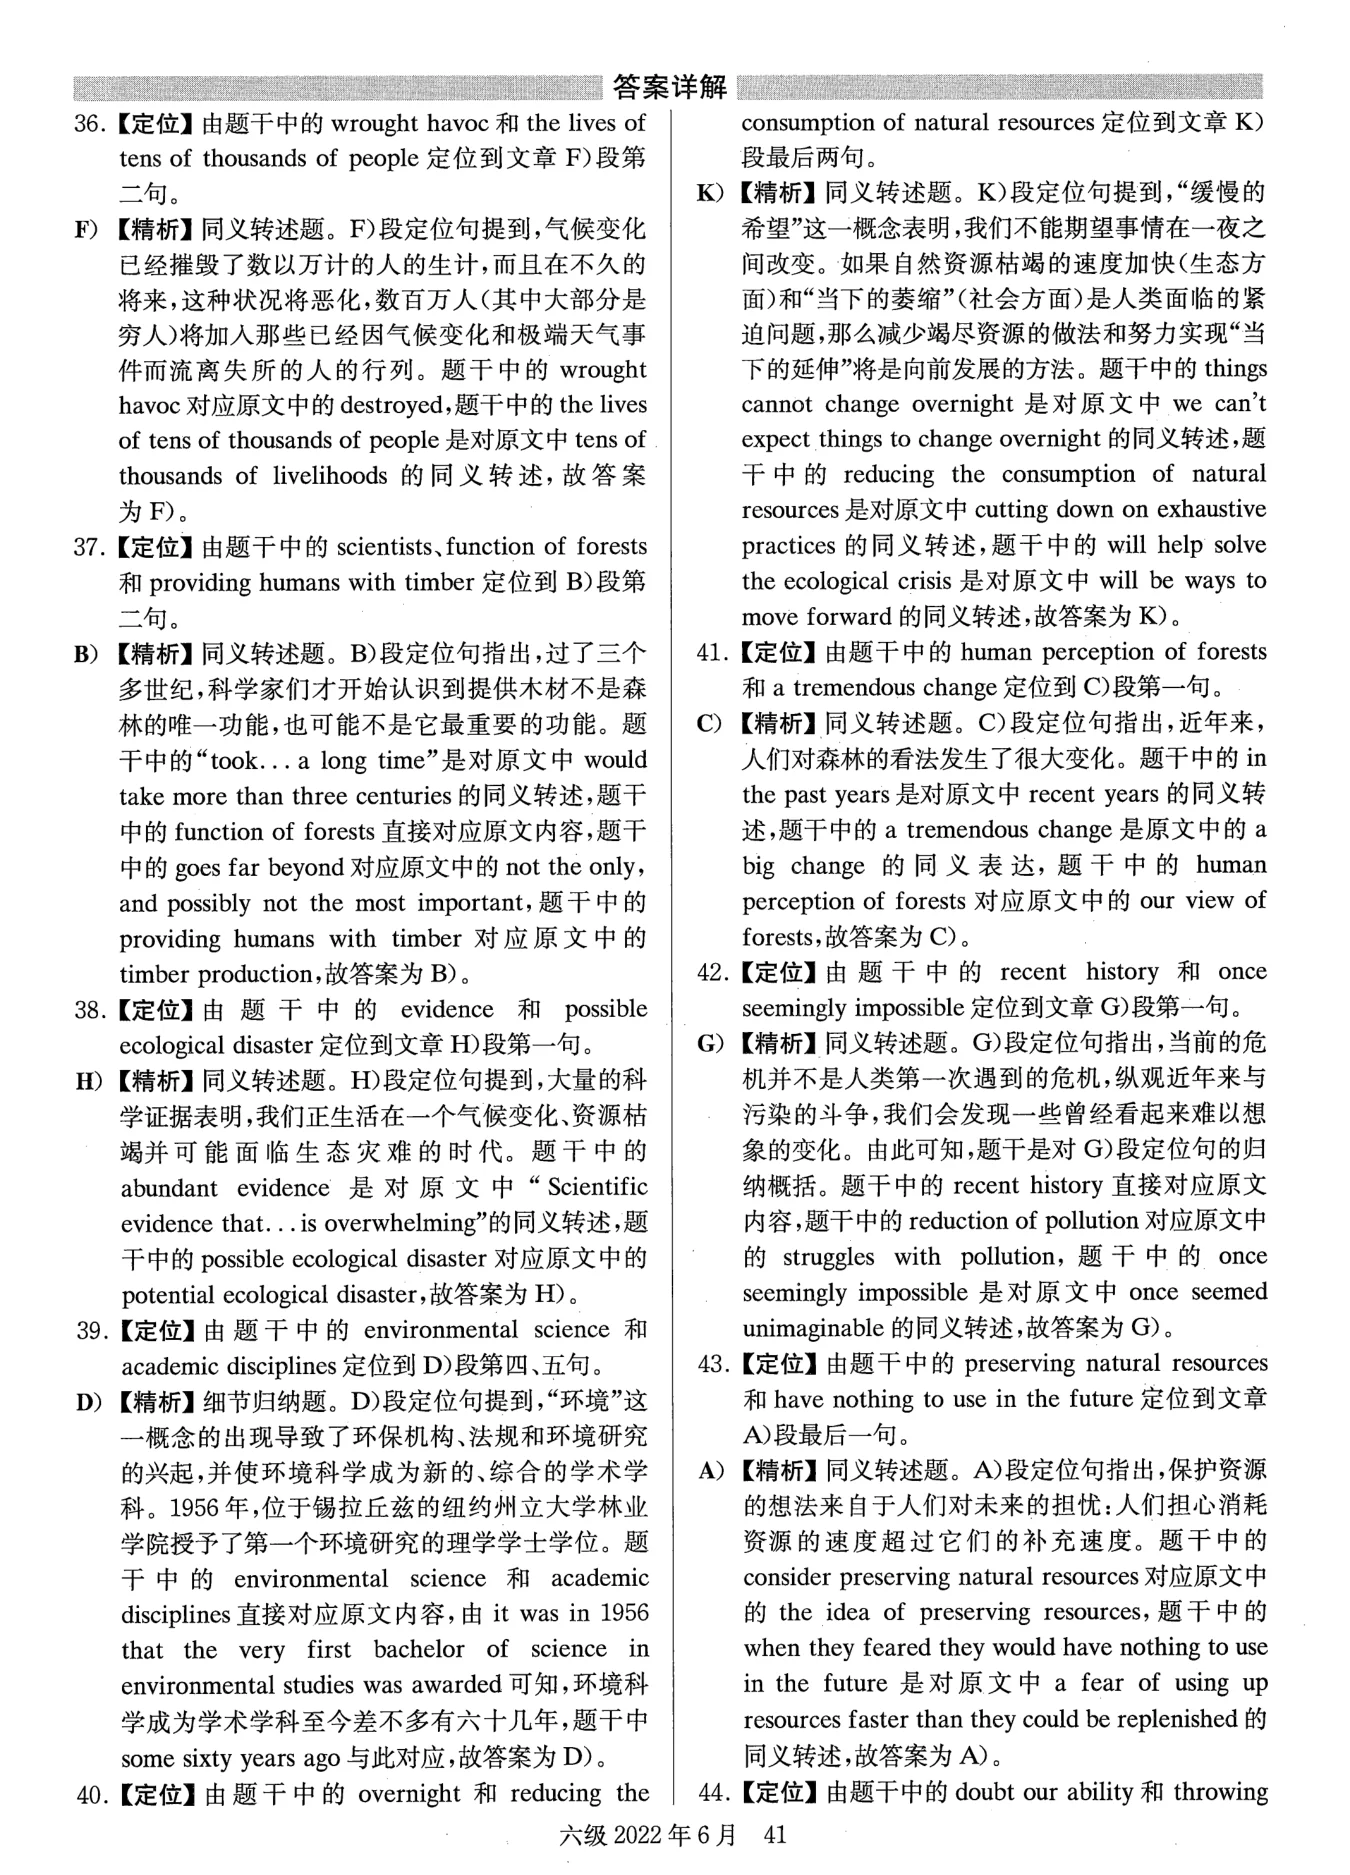 答案详解
36.【定位】由题干中的 wrought havoc 和 the lives of
tens of thousands of people 定位到文章 F)段第
二句。
F)【精析】同义转述题。F)段定位句提到,气候变化
已经摧毁了数以万计的人的生计,而且在不久的
将来,这种状况将恶化,数百万人(其中大部分是
穷人)将加入那些已经因气候变化和极端天气事
件而流离失所的人的行列。题干中的 wrought
havoc 对应原文中的 destroyed,题干中的 the lives
of tens of thousands of people 是对原文中 tens of
thousands of livelihoods 的同义转述,故答案
为 F)。
37.【定位】由题干中的 scientists、function of forests
和 providing humans with timber 定位到 B)段第
二句。
B)【精析】同义转述题。B)段定位句指出,过了三个
多世纪,科学家们才开始认识到提供木材不是森
林的唯一功能,也可能不是它最重要的功能。题
干中的“took... a long time”是对原文中 would
take more than three centuries 的同义转述,题干
中的 function of forests 直接对应原文内容,题干
中的 goes far beyond 对应原文中的 not the only,
and possibly not the most important,题干中的
providing humans with timber 对应原文中的
timber production,故答案为 B)。
38.【定位】由题干中的 evidence 和 possible
ecological disaster 定位到文章 H)段第一句。
H)【精析】同义转述题。H)段定位句提到,大量的科
学证据表明,我们正生活在一个气候变化、资源枯
竭并可能面临生态灾难的时代。题干中的
abundant evidence 是对原文中“Scientific
evidence that... is overwhelming”的同义转述,题
干中的 possible ecological disaster 对应原文中的
potential ecological disaster,故答案为 H)。
39.【定位】由题干中的 environmental science 和
academic disciplines 定位到 D)段第四、五句。
D)【精析】细节归纳题。D)段定位句提到,“环境”这
一概念的出现导致了环保机构、法规和环境研究
的兴起,并使环境科学成为新的、综合的学术学
科。1956 年,位于锡拉丘兹的纽约州立大学林业
学院授予了第一个环境研究的理学学士学位。题
干中的 environmental science 和 academic
disciplines 直接对应原文内容,由 it was in 1956
that the very first bachelor of science in
environmental studies was awarded 可知,环境科
学成为学术学科至今差不多有六十几年,题干中
some sixty years ago 与此对应,故答案为 D)。
40.【定位】由题干中的 overnight 和 reducing the
consumption of natural resources 定位到文章 K)
段最后两句。
K)【精析】同义转述题。K)段定位句提到,“缓慢的
希望”这一概念表明,我们不能期望事情在一夜之
间改变。如果自然资源枯竭的速度加快(生态方
面)和“当下的萎缩”(社会方面)是人类面临的紧
迫问题,那么减少竭尽资源的做法和努力实现“当
下的延伸”将是向前发展的方法。题干中的 things
cannot change overnight 是对原文中 we can't
expect things to change overnight 的同义转述,题
干中的 reducing the consumption of natural
resources 是对原文中 cutting down on exhaustive
practices 的同义转述,题干中的 will help solve
the ecological crisis 是对原文中 will be ways to
move forward 的同义转述,故答案为 K)。
41.【定位】由题干中的 human perception of forests
和 a tremendous change 定位到 C)段第一句。
C)【精析】同义转述题。C)段定位句指出,近年来,
人们对森林的看法发生了很大变化。题干中的 in
the past years 是对原文中 recent years 的同义转
述,题干中的 a tremendous change 是原文中的 a
big change 的同义表达,题干中的 human
perception of forests 对应原文中的 our view of
forests,故答案为 C)。
42.【定位】由题干中的 recent history 和 once
seemingly impossible 定位到文章 G)段第一句。
G)【精析】同义转述题。G)段定位句指出,当前的危
机并不是人类第一次遇到的危机,纵观近年来与
污染的斗争,我们会发现一些曾经看起来难以想
象的变化。由此可知,题干是对 G)段定位句的归
纳概括。题干中的 recent history 直接对应原文
内容,题干中的 reduction of pollution 对应原文中
的 struggles with pollution,题干中的 once
seemingly impossible 是对原文中 once seemed
unimaginable 的同义转述,故答案为 G)。
43.【定位】由题干中的 preserving natural resources
和 have nothing to use in the future 定位到文章
A)段最后一句。
A)【精析】同义转述题。A)段定位句指出,保护资源
的想法来自于人们对未来的担忧:人们担心消耗
资源的速度超过它们的补充速度。题干中的
consider preserving natural resources 对应原文中
的 the idea of preserving resources,题干中的
when they feared they would have nothing to use
in the future 是对原文中 a fear of using up
resources faster than they could be replenished 的
同义转述,故答案为 A)。
44.【定位】由题干中的 doubt our ability 和 throwing
六级 2022 年 6 月 41